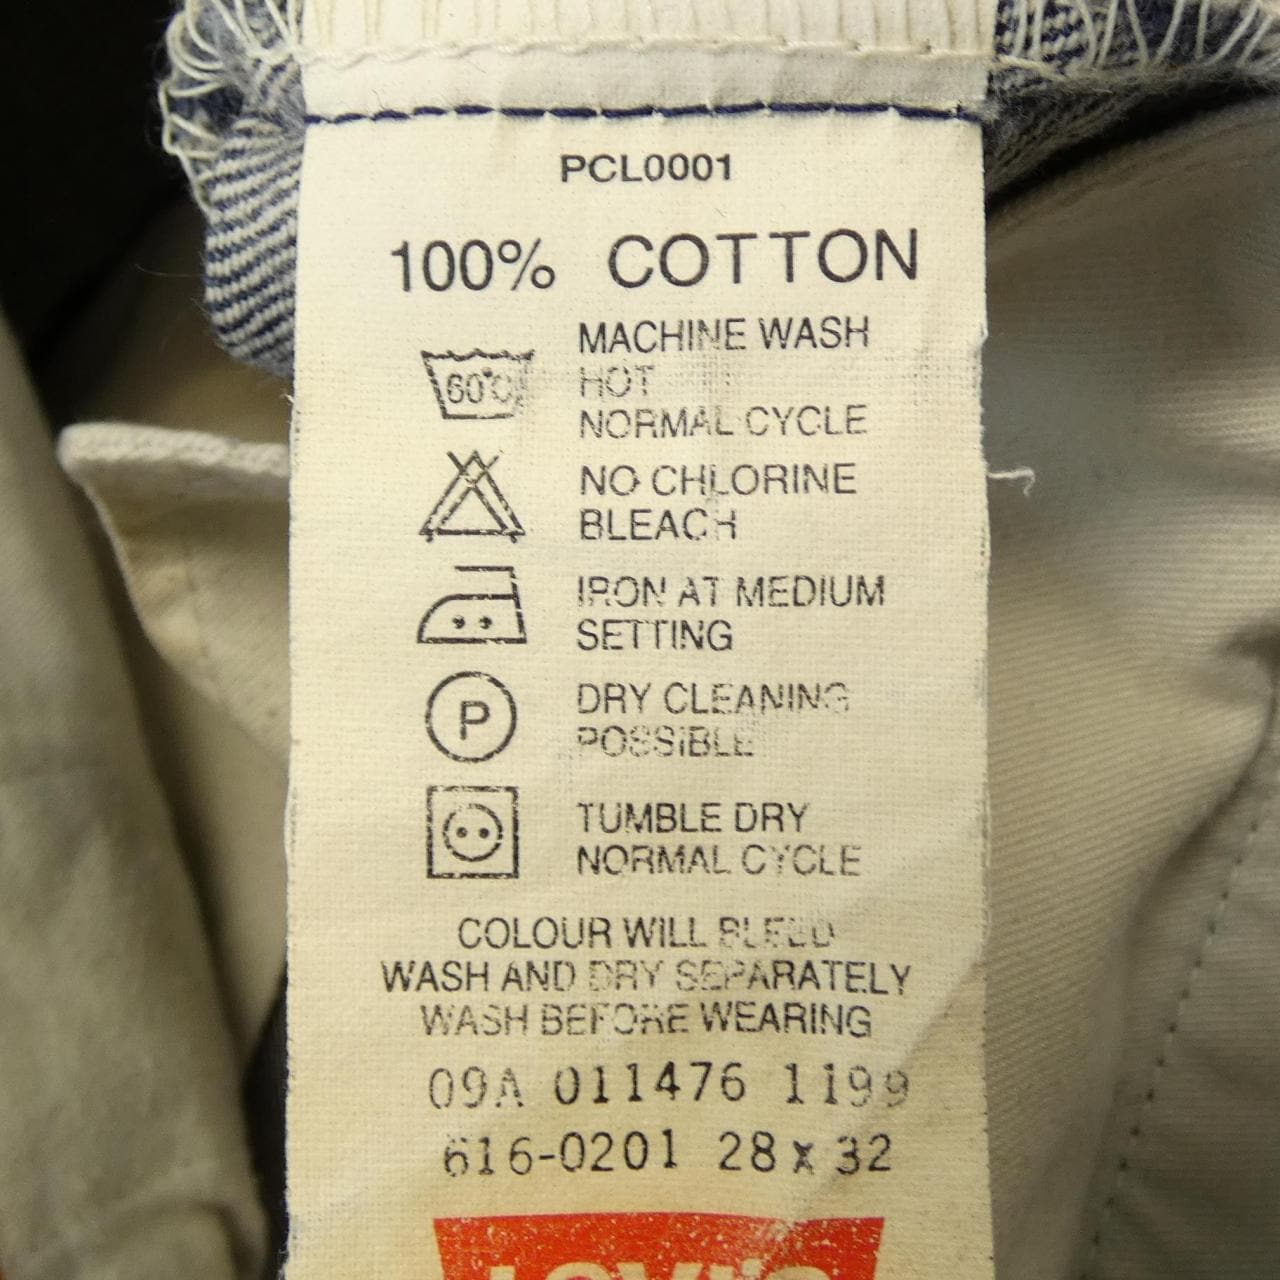 PCL0001
100% COTTON
60°C
MACHINE WASH
HOT
NORMAL CYCLE
NO CHLORINE
BLEACH
IRON AT MEDIUM
SETTING
P
DRY CLEANING
POSSIBLE
TUMBLE DRY
NORMAL CYCLE
COLOUR WILL BLEED
WASH AND DRY SEPARATELY
WASH BEFORE WEARING
09A 011476 1199
616-0201 28 x 32
Levi's